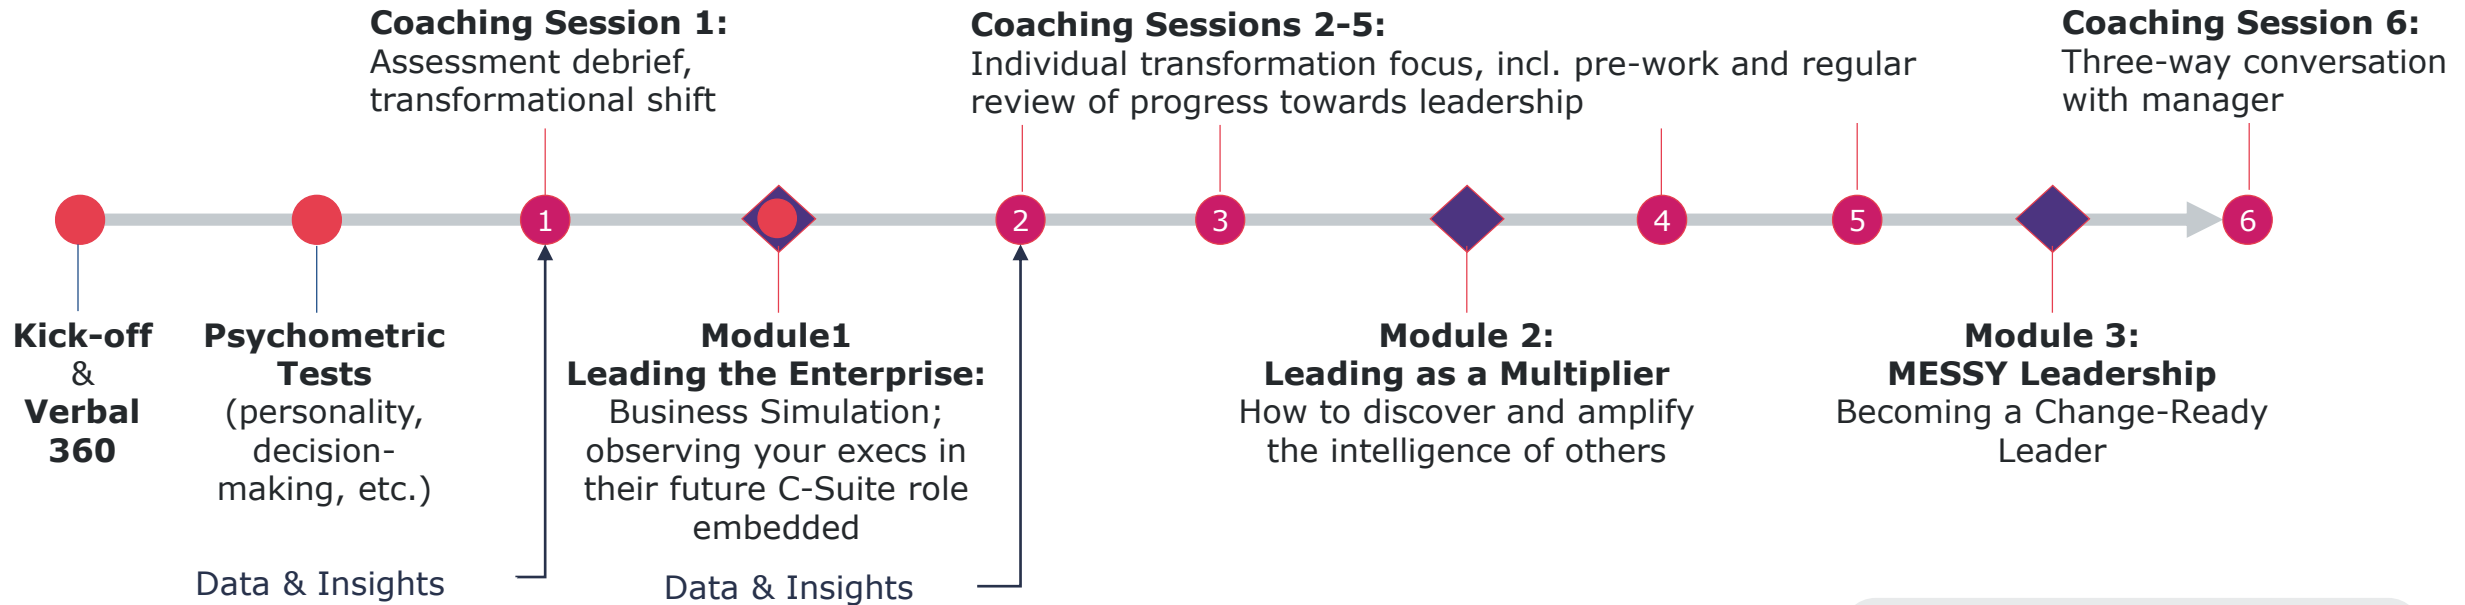 Coaching Session 1:
Assessment debrief,
transformational shift
Coaching Sessions 2-5:
Individual transformation focus, incl. pre-work and regular
review of progress towards leadership
Coaching Session 6:
Three-way conversation
with manager
1
2
3
4
5
6
Kick-off
&
Verbal
360
Psychometric
Tests
(personality,
decision-
making, etc.)
Data & Insights
Module1
Leading the Enterprise:
Business Simulation;
observing your execs in
their future C-Suite role
embedded
Data & Insights
Module 2:
Leading as a Multiplier
How to discover and amplify
the intelligence of others
Module 3:
MESSY Leadership
Becoming a Change-Ready
Leader